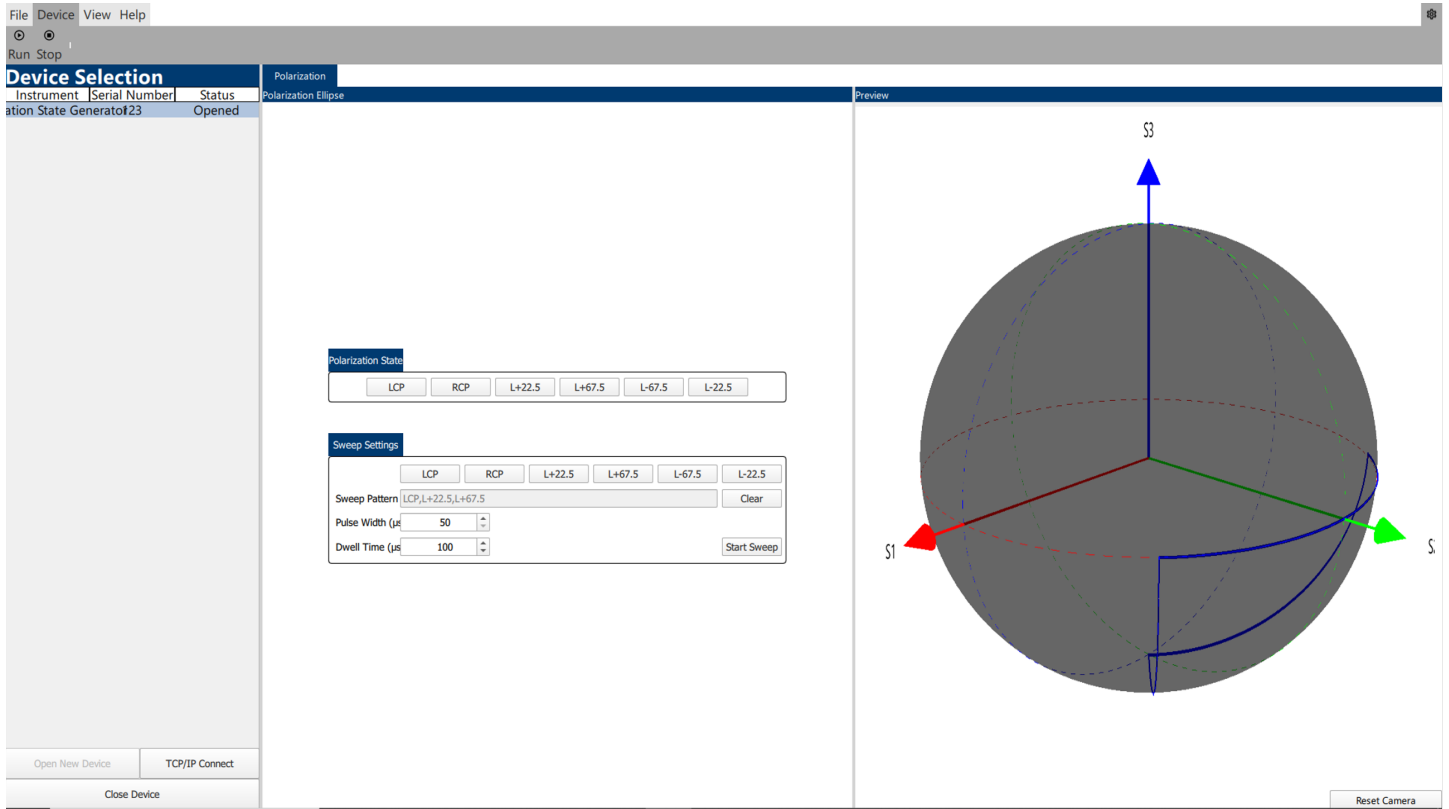 File Device View Help
Run Stop
Device Selection
Instrument Serial Number Status
ation State Generator 123 Opened
Open New Device TCP/IP Connect
Close Device
Polarization
Polarization Ellipse
Polarization State
LCP RCP L+22.5 L+67.5 L-67.5 L-22.5
Sweep Settings
LCP RCP L+22.5 L+67.5 L-67.5 L-22.5
Sweep Pattern LCP,L+22.5,L+67.5 Clear
Pulse Width (µs 50
Dwell Time (µs 100 Start Sweep
Preview
S3
S1
S2
Reset Camera